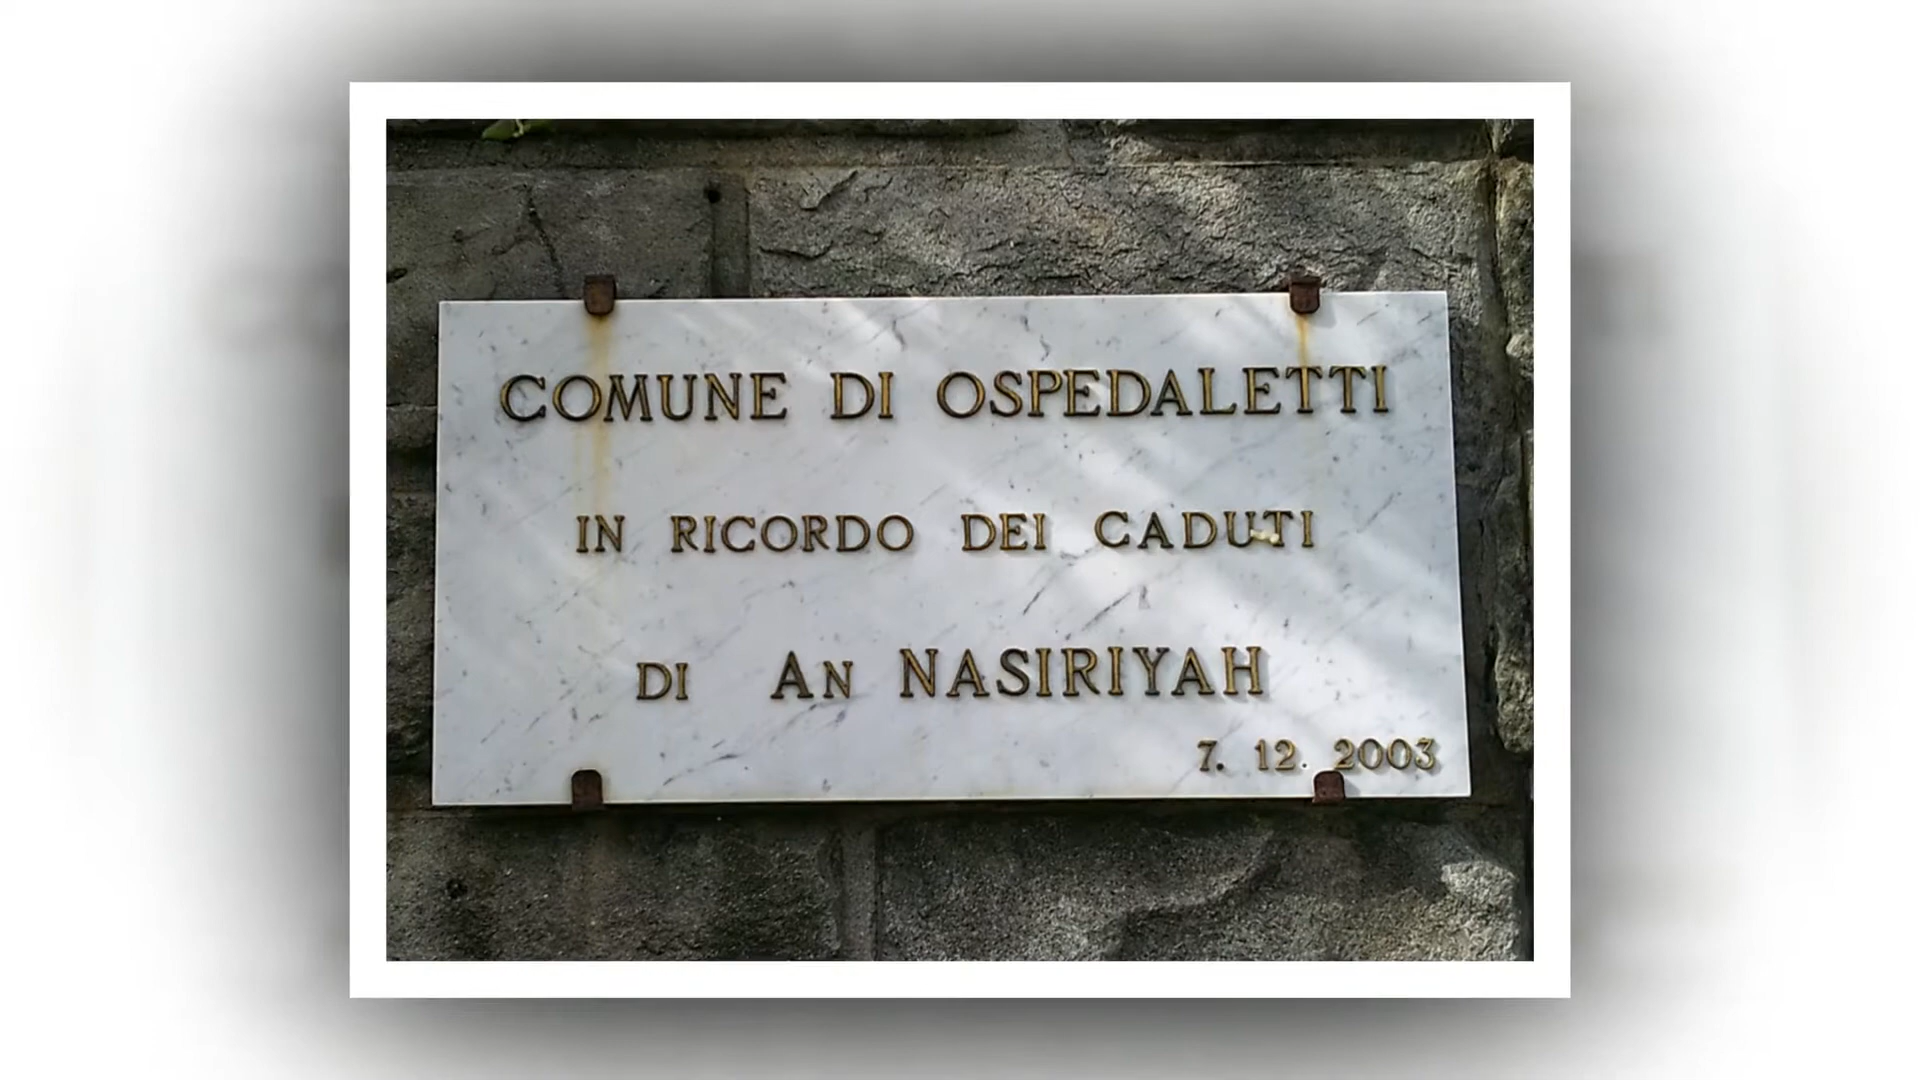 COMUNE DI OSPEDALETTI
IN RICORDO DEI CADUTI
DI AN NASIRIYAH
7. 12. 2003